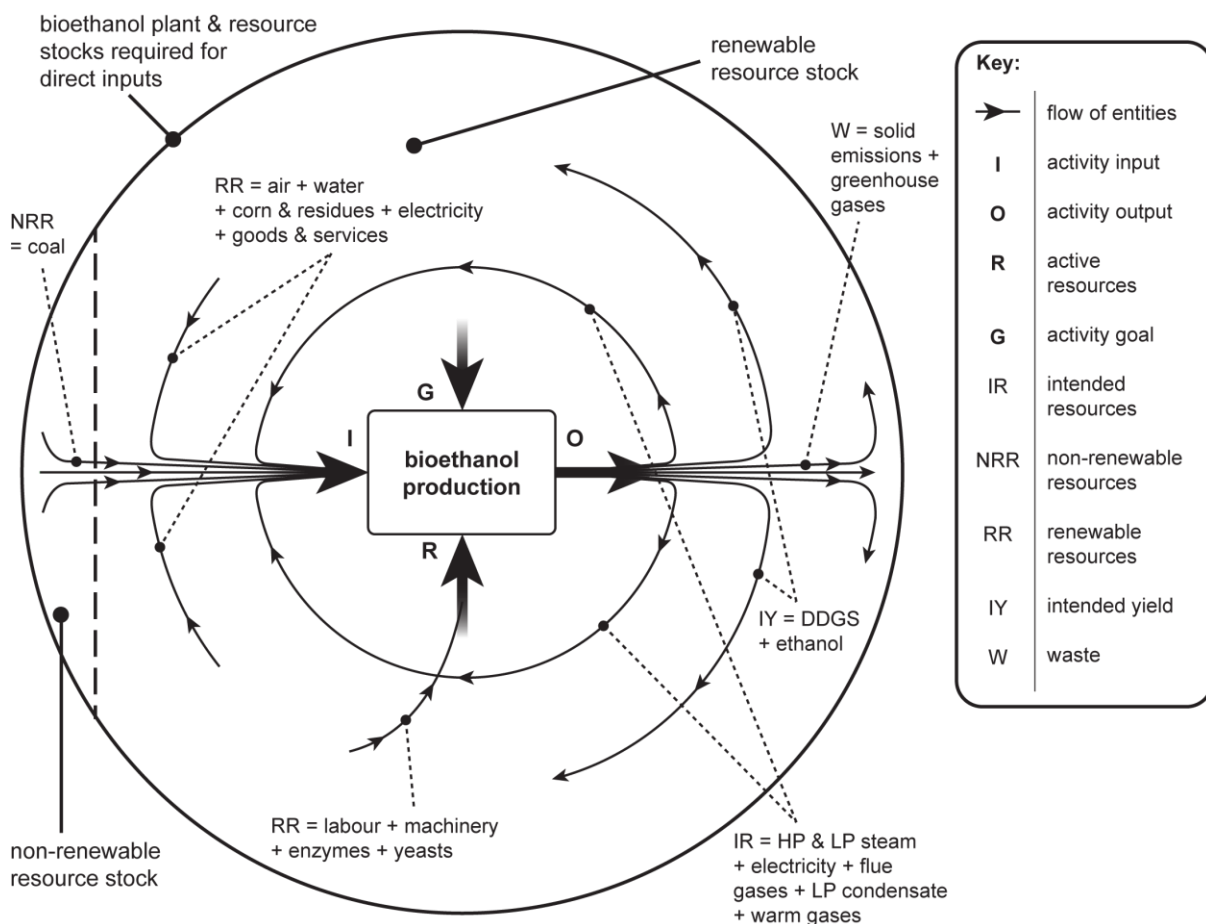 bioethanol plant & resource
stocks required for
direct inputs
renewable
resource stock
W = solid
emissions +
greenhouse
gases
RR = air + water
+ corn & residues + electricity
+ goods & services
NRR
= coal
G
I
O
bioethanol
production
R
IY = DDGS
+ ethanol
RR = labour + machinery
+ enzymes + yeasts
IR = HP & LP steam
+ electricity + flue
gases + LP condensate
+ warm gases
non-renewable
resource stock
Key:
flow of entities
I activity input
O activity output
R active
resources
G activity goal
IR intended
resources
NRR non-renewable
resources
RR renewable
resources
IY intended yield
W waste